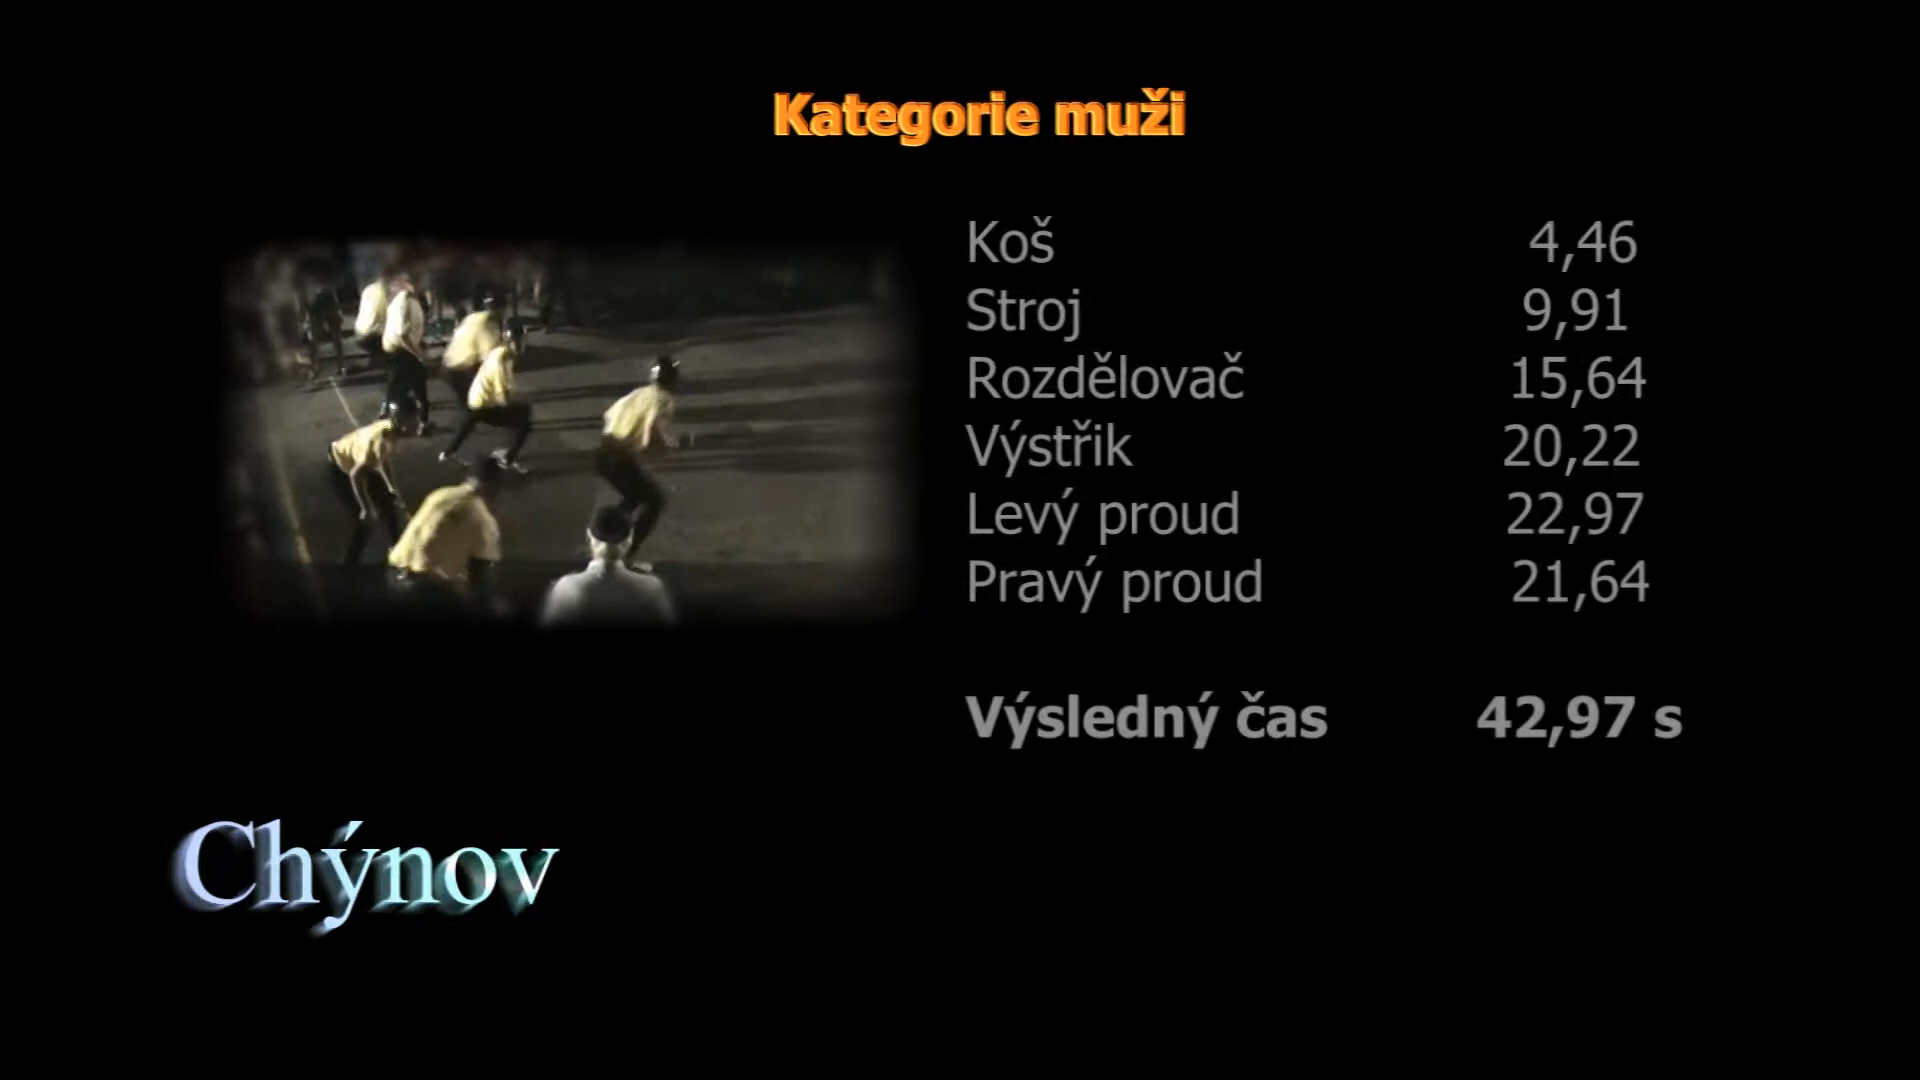 Kategorie muži
Koš 4,46
Stroj 9,91
Rozdělovač 15,64
Výstřik 20,22
Levý proud 22,97
Pravý proud 21,64
Výsledný čas 42,97 s
Chýnov